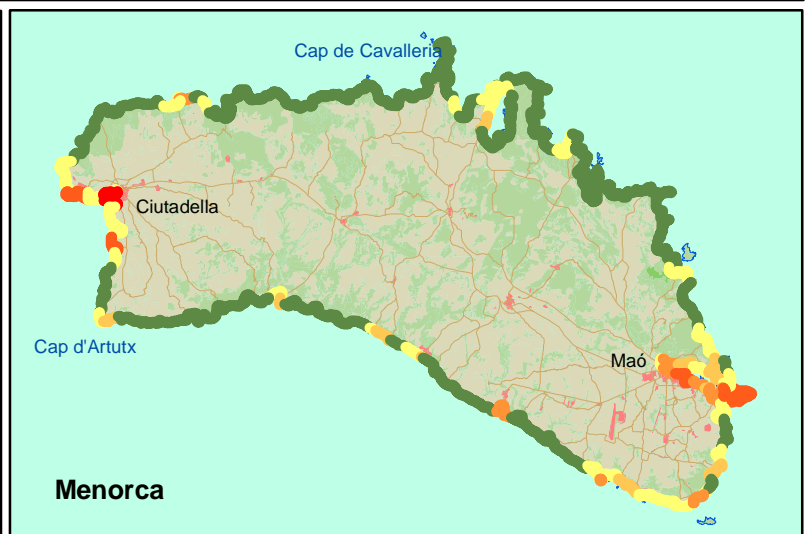 Cap de Cavalleria
Ciutadella
Cap d'Artutx
Maó
Menorca